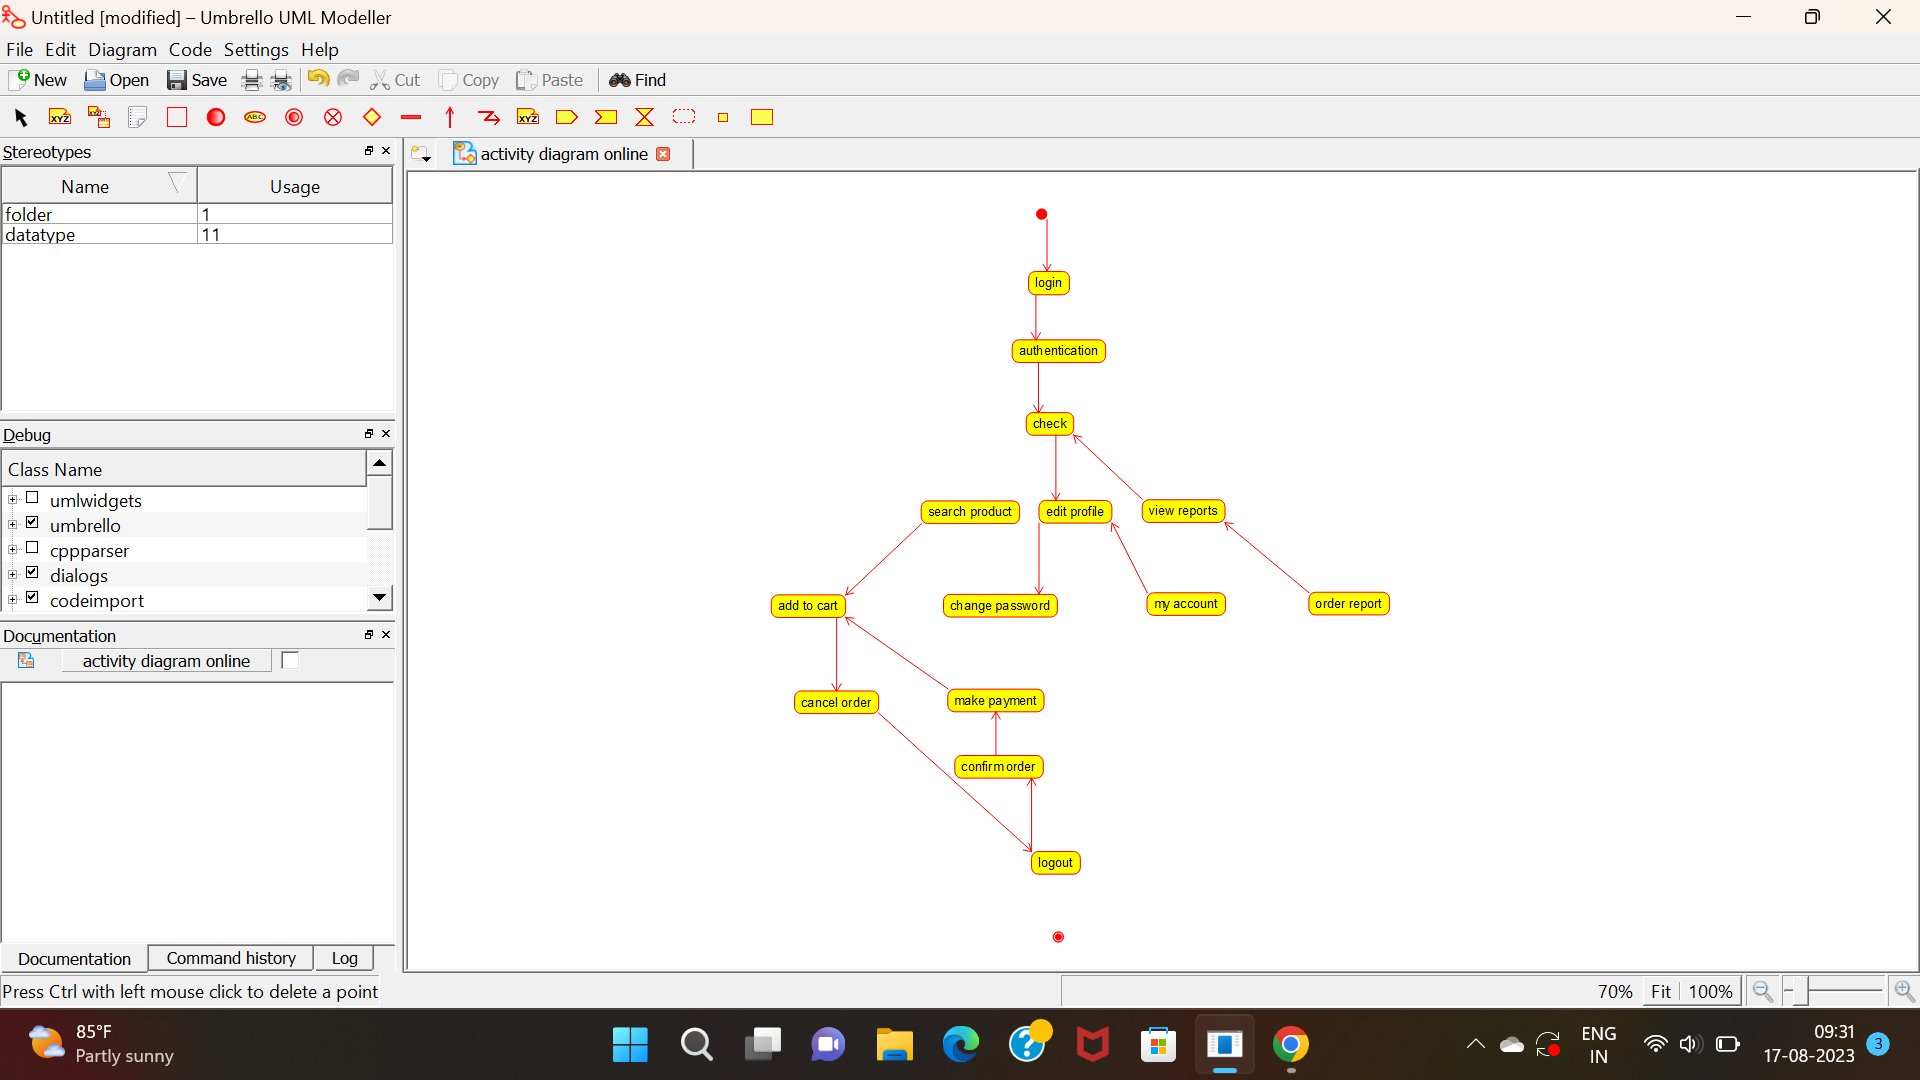 Untitled [modified] – Umbrello UML Modeller
File Edit Diagram Code Settings Help
New Open Save Cut Copy Paste Find
XYZ XYZ ABC XYZ
Stereotypes
activity diagram online
Name Usage
folder 1
datatype 11
login
authentication
check
Debug
Class Name
umlwidgets
umbrello
cppparser
dialogs
codeimport
search product edit profile view reports
add to cart change password my account order report
Documentation
activity diagram online
cancel order make payment
confirm order
logout
Documentation Command history Log
Press Ctrl with left mouse click to delete a point
70% Fit 100%
85°F
Partly sunny
ENG
IN
09:31
17-08-2023
3